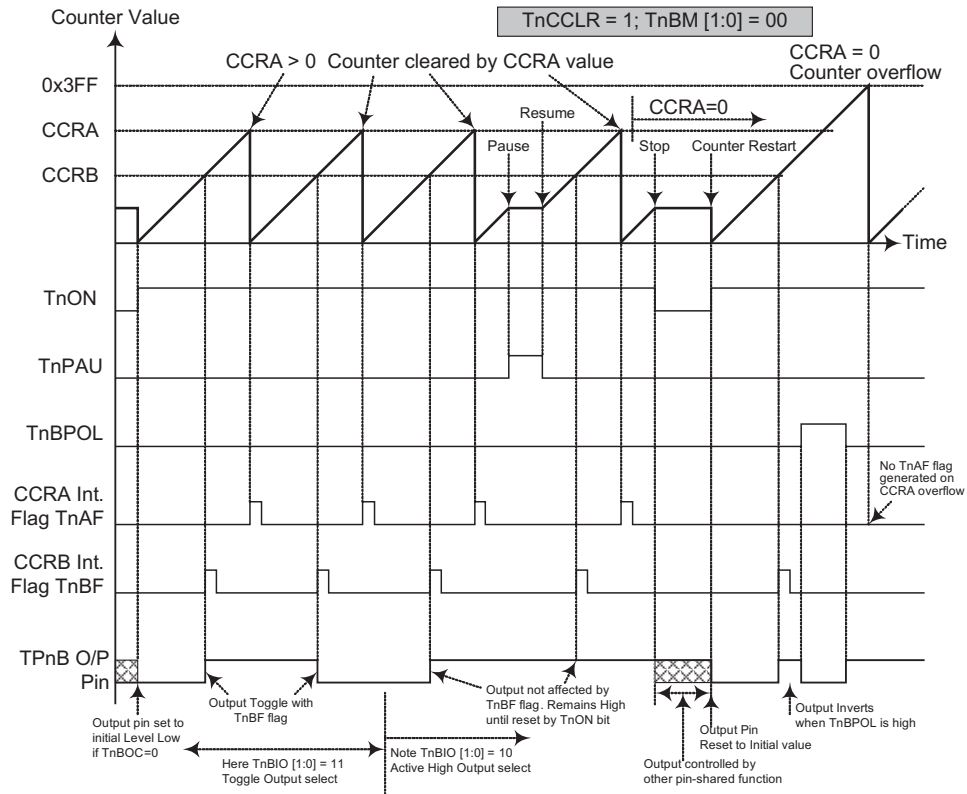 Counter Value
TnCCLR = 1; TnBM [1:0] = 00
CCRA > 0 Counter cleared by CCRA value
CCRA = 0
Counter overflow
0x3FF
CCRA=0
CCRA
Resume
Pause
Stop
Counter Restart
CCRB
Time
TnON
TnPAU
TnBPOL
No TnAF flag
generated on
CCRA overflow
CCRA Int.
Flag TnAF
CCRB Int.
Flag TnBF
TPnB O/P
Pin
Output pin set to
initial Level Low
if TnBOC=0
Output Toggle with
TnBF flag
Output not affected by
TnBF flag. Remains High
until reset by TnON bit
Output Pin
Reset to Initial value
Output Inverts
when TnBPOL is high
Here TnBIO [1:0] = 11
Toggle Output select
Note TnBIO [1:0] = 10
Active High Output select
Output controlled by
other pin-shared function